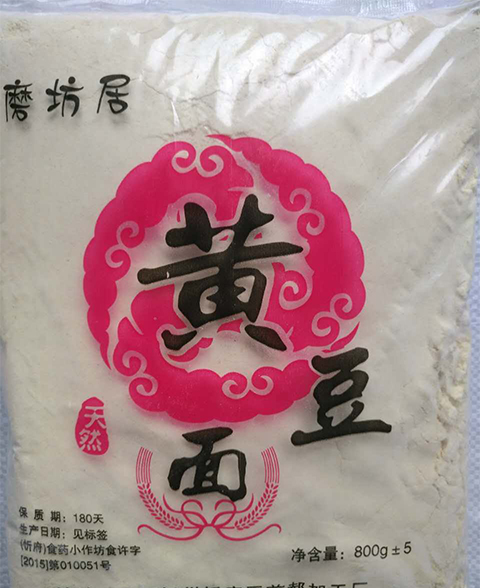 磨坊居
黄
豆
面
天然
保 质 期：180天
生产日期：见标签
(忻府)食药小作坊食许字
[2015]第010051号
净含量：800g±5